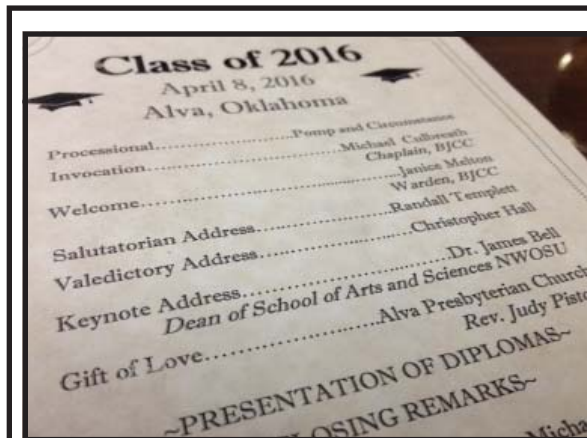 Class of 2016
April 8, 2016
Alva, Oklahoma
Processional......................Pomp and Circumstance
Invocation..............................Michael Culbreath
Chaplain, BJCC
Welcome......................................Janice Melton
Warden, BJCC
Salutatorian Address....................Randall Templett
Valedictory Address......................Christopher Hall
Keynote Address.........................Dr. James Bell
Dean of School of Arts and Sciences NWOSU
Gift of Love......................Alva Presbyterian Church
Rev. Judy
~PRESENTATION OF DIPLOMAS~
REMARKS~